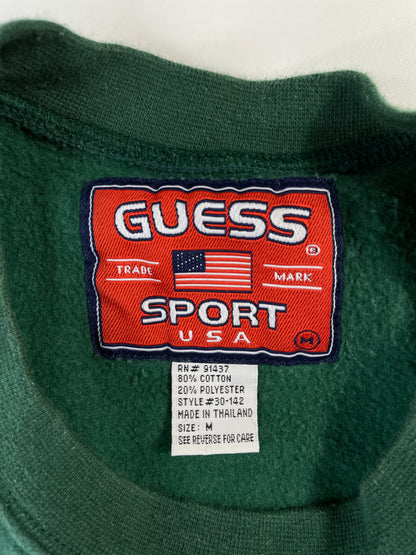 GUESS ®
TRADE MARK
SPORT
USA M
RN# 91437
80% COTTON
20% POLYESTER
STYLE #30-142
MADE IN THAILAND
SIZE: M
SEE REVERSE FOR CARE